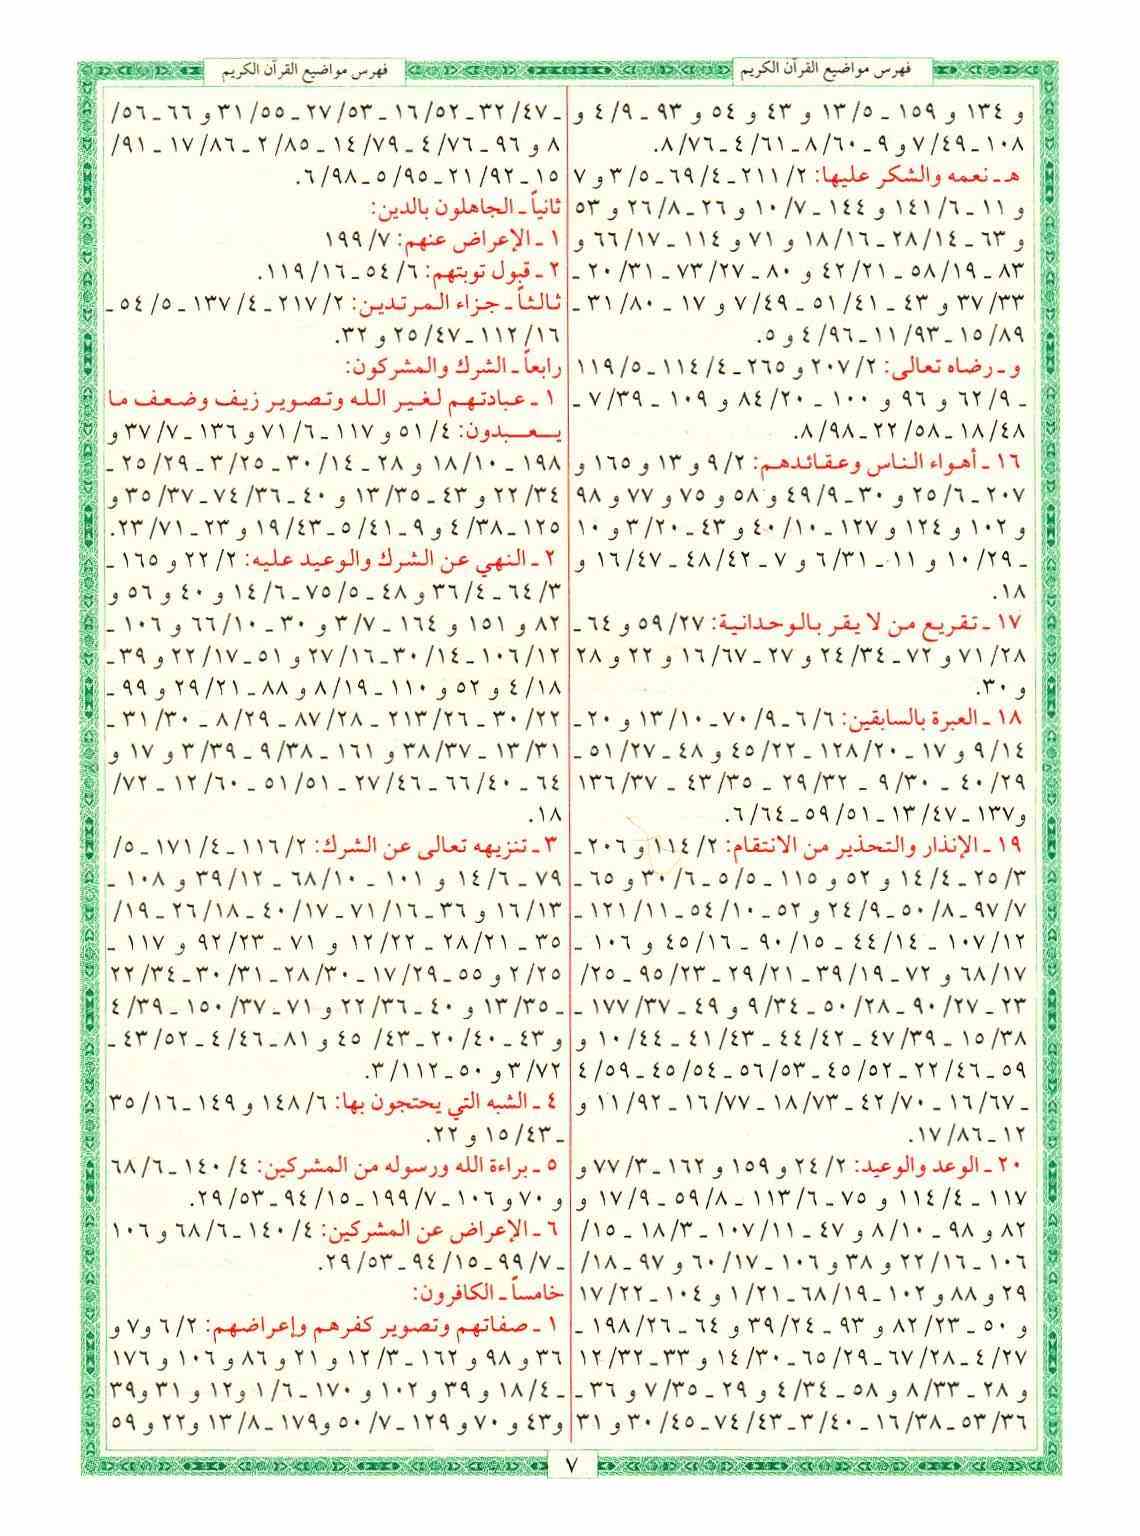 فهرس مواضيع القرآن الكريم
و ١٣٤ و ١٥٩ ـ ٥/ ١٣ و ٤٣ و ٥٤ و ٩٣ ـ ٩/ ٤ و
١٠٨ ـ ٤٩/ ٧ و ٩ ـ ٦٠/ ٨ ـ ٦١/ ٤ ـ ٧٦/ ٨.
هـ ـ نعمه والشكر عليها: ٢/ ٢١١ ـ ٤/ ٦٩ ـ ٥/ ٣ و ٧
و ١١ ـ ٦/ ١٤١ و ١٤٤ ـ ٧/ ١٠ و ٢٦ ـ ٨/ ٢٦ و ٥٣
و ٦٣ ـ ١٤/ ٢٨ ـ ١٦/ ١٨ و ٧١ و ١١٤ ـ ١٧/ ٦٦ و
٨٣ ـ ١٩/ ٥٨ ـ ٢١/ ٤٢ و ٨٠ ـ ٢٧/ ٧٣ ـ ٣١/ ٢٠ ـ
٣٣/ ٣٧ و ٤٣ ـ ٤١/ ٥١ ـ ٤٩/ ٧ و ١٧ ـ ٨٠/ ٣١ ـ
٨٩/ ١٥ ـ ٩٣/ ١١ ـ ٩٦/ ٤ و ٥.
و ـ رضاه تعالى: ٢/ ٢٠٧ و ٢٦٥ ـ ٤/ ١١٤ ـ ٥/ ١١٩
ـ ٩/ ٦٢ و ٩٦ و ١٠٠ ـ ٢٠/ ٨٤ و ١٠٩ ـ ٣٩/ ٧ ـ
٤٨/ ١٨ ـ ٥٨/ ٢٢ ـ ٩٨/ ٨.
١٦ ـ أهواء الناس وعقائدهم: ٢/ ٩ و ١٣ و ١٦٥ و
٢٠٧ ـ ٦/ ٢٥ و ٣٠ ـ ٩/ ٤٩ و ٥٨ و ٧٥ و ٧٧ و ٩٨
و ١٠٢ و ١٢٤ و ١٢٧ ـ ١٠/ ٤٠ و ٤٣ ـ ٢٠/ ٣ و ١٠
ـ ٢٩/ ١٠ و ١١ ـ ٣١/ ٦ و ٧ ـ ٤٢/ ٤٨ ـ ٤٧/ ١٦ و
١٨.
١٧ ـ تقريع من لا يقر بالوحدانية: ٢٧/ ٥٩ و ٦٤ ـ
٢٨/ ٧١ و ٧٢ ـ ٣٤/ ٢٤ و ٢٧ ـ ٦٧/ ١٦ و ٢٢ و ٢٨
و ٣٠.
١٨ ـ العبرة بالسابقين: ٦/ ٦ ـ ٩/ ٧٠ ـ ١٠/ ١٣ و ٢٠ ـ
١٤/ ٩ و ١٧ ـ ٢٠/ ١٢٨ ـ ٢٢/ ٤٥ و ٤٨ ـ ٢٧/ ٥١ ـ
٢٩/ ٤٠ ـ ٣٠/ ٩ ـ ٣٢/ ٢٩ ـ ٣٥/ ٤٣ ـ ٣٧/ ١٣٦
و١٣٧ ـ ٤٧/ ١٣ ـ ٥١/ ٥٩ ـ ٦٤/ ٦.
١٩ ـ الإنذار والتحذير من الانتقام: ٢/ ١١٤ و ٢٠٦ ـ
٣/ ٢٥ ـ ٤/ ١٤ و ٥٢ و ١١٥ ـ ٥/ ٥ ـ ٦/ ٣٠ و ٦٥ ـ
٧/ ٩٧ ـ ٨/ ٥٠ ـ ٩/ ٢٤ و ٥٢ ـ ١٠/ ٥٤ ـ ١١/ ١٢١ ـ
١٢/ ١٠٧ ـ ١٤/ ٤٤ ـ ١٥/ ٩٠ ـ ١٦/ ٤٥ و ١٠٦ ـ
١٧/ ٦٨ و ٧٢ ـ ١٩/ ٣٩ ـ ٢١/ ٢٩ ـ ٢٣/ ٩٥ ـ ٢٥/
٢٣ ـ ٢٧/ ٩٠ ـ ٢٨/ ٥٠ ـ ٣٤/ ٩ و ٤٩ ـ ٣٧/ ١٧٧ ـ
٣٨/ ١٥ ـ ٣٩/ ٤٧ ـ ٤٢/ ٤٤ ـ ٤٣/ ٤١ ـ ٤٤/ ١٠ و
٥٩ ـ ٤٦/ ٢٢ ـ ٥٢/ ٤٥ ـ ٥٣/ ٥٦ ـ ٥٤/ ٤٥ ـ ٥٩/ ٤
ـ ٦٧/ ١٦ ـ ٧٠/ ٤٢ ـ ٧٣/ ١٨ ـ ٧٧/ ١٦ ـ ٩٢/ ١١ و
١٢ ـ ٨٦/ ١٧.
٢٠ ـ الوعد والوعيد: ٢/ ٢٤ و ١٥٩ و ١٦٢ ـ ٣/ ٧٧ و
١١٧ ـ ٤/ ١١٤ و ٧٥ ـ ٦/ ١١٣ ـ ٨/ ٥٩ ـ ٩/ ١٧ و
٨٢ و ٩٨ ـ ١٠/ ٨ و ٤٧ ـ ١١/ ١٠٧ ـ ٣/ ١٨ ـ ١٥/
١٠٦ ـ ١٦/ ٢٢ و ٣٨ و ١٠٦ ـ ١٧/ ٦٠ و ٩٧ ـ ١٨/
٢٩ و ٨٨ و ١٠٢ ـ ١٩/ ٦٨ ـ ٢١/ ١ و ١٠٤ ـ ٢٢/ ١٧
و ٥٠ ـ ٢٣/ ٨٢ و ٩٣ ـ ٢٤/ ٣٩ و ٦٤ ـ ٢٦/ ١٩٨ ـ
٢٧/ ٤ ـ ٢٨/ ٦٧ ـ ٢٩/ ٦٥ ـ ٣٠/ ١٤ و ٣٣ ـ ٣٢/ ١٢
و ٢٨ ـ ٣٣/ ٨ و ٥٨ ـ ٣٤/ ٤ و ٢٩ ـ ٣٥/ ٧ و ٣٦ ـ
٣٦/ ٥٣ ـ ٣٨/ ١٦ ـ ٤٠/ ٣ ـ ٤٣/ ٧٤ ـ ٤٥/ ٣٠ و ٣١
فهرس مواضيع القرآن الكريم
ـ ٤٧/ ٣٢ ـ ٥٢/ ١٦ ـ ٥٣/ ٢٧ ـ ٥٥/ ٣١ و ٦٦ ـ ٥٦/
٨ و ٩٦ ـ ٧٦/ ٤ ـ ٧٩/ ١٤ ـ ٨٥/ ٢ ـ ٨٦/ ١٧ ـ ٩١/
١٥ ـ ٩٢/ ٢١ ـ ٩٥/ ٥ ـ ٩٨/ ٦.
ثانياً ـ الجاهلون بالدين:
١ ـ الإعراض عنهم: ٧/ ١٩٩
٢ ـ قبول توبتهم: ٦/ ٥٤ ـ ١٦/ ١١٩.
ثالثاً ـ جزاء المرتدين: ٢/ ٢١٧ ـ ٤/ ١٣٧ ـ ٥/ ٥٤ ـ
١٦/ ١١٢ ـ ٤٧/ ٢٥ و ٣٢.
رابعاً ـ الشرك والمشركون:
١ ـ عبادتهم لغير الله وتصوير زيف وضعف ما
يعبدون: ٤/ ٥١ و ١١٧ ـ ٦/ ٧١ و ١٣٦ ـ ٧/ ٣٧ و
١٩٨ ـ ١٠/ ١٨ و ٢٨ ـ ١٤/ ٣٠ ـ ٢٥/ ٣ ـ ٢٩/ ٢٥ ـ
٣٤/ ٢٢ و ٤٣ ـ ٣٥/ ١٣ و ٤٠ ـ ٣٦/ ٧٤ ـ ٣٧/ ٣٥ و
١٢٥ ـ ٣٨/ ٤ و ٩ ـ ٤١/ ٥ ـ ٤٣/ ١٩ و ٢٣ ـ ٧١/ ٢٣.
٢ ـ النهي عن الشرك والوعيد عليه: ٢/ ٢٢ و ١٦٥ ـ
٣/ ٦٤ ـ ٤/ ٣٦ و ٤٨ ـ ٥/ ٧٥ ـ ٦/ ١٤ و ٤٠ و ٥٦ و
٨٢ و ١٥١ و ١٦٤ ـ ٧/ ٣ و ٣٠ ـ ١٠/ ٦٦ و ١٠٦ ـ
١٢/ ١٠٦ ـ ١٤/ ٣٠ ـ ١٦/ ٢٧ و ٥١ ـ ١٧/ ٢٢ و ٣٩ ـ
١٨/ ٤ و ٥٢ و ١١٠ ـ ١٩/ ٨ و ٨٨ ـ ٢١/ ٢٩ و ٩٩ ـ
٢٢/ ٣٠ ـ ٢٦/ ٢١٣ ـ ٢٨/ ٨٧ ـ ٢٩/ ٨ ـ ٣٠/ ٣١ ـ
٣١/ ١٣ ـ ٣٧/ ٣٨ و ١٦١ ـ ٣٨/ ٩ ـ ٣٩/ ٣ و ١٧ و
٦٤ ـ ٤٠/ ٦٦ ـ ٤٦/ ٢٧ ـ ٥١/ ٥١ ـ ٦٠/ ١٢ ـ ٧٢/
١٨.
٣ ـ تنزيهه تعالى عن الشرك: ٢/ ١١٦ ـ ٤/ ١٧١ ـ ٥/
٧٩ ـ ٦/ ١٤ و ١٠١ ـ ١٠/ ٦٨ ـ ١٢/ ٣٩ و ١٠٨ ـ
١٣/ ١٦ و ٣٦ ـ ١٦/ ٧١ ـ ١٧/ ٤٠ ـ ١٨/ ٢٦ ـ ١٩/
٣٥ ـ ٢١/ ٢٨ ـ ٢٢/ ١٢ و ٧١ ـ ٢٣/ ٩٢ و ١١٧ ـ
٢٥/ ٢ و ٥٥ ـ ٢٩/ ١٧ ـ ٣٠/ ٢٨ ـ ٣١/ ٣٠ ـ ٣٤/ ٢٢
ـ ٣٥/ ١٣ و ٤٠ ـ ٣٦/ ٢٢ و ٧١ ـ ٣٧/ ١٥٠ ـ ٣٩/ ٤
و ٤٣ ـ ٤٠/ ٢٠ ـ ٤٣/ ٤٥ و ٨١ ـ ٤٦/ ٤ ـ ٥٢/ ٤٣ ـ
٧٢/ ٣ و ٥٠ ـ ١١٢/ ٣.
٤ ـ الشبه التي يحتجون بها: ٦/ ١٤٨ و ١٤٩ ـ ١٦/ ٣٥
ـ ٤٣/ ١٥ و ٢٢.
٥ ـ براءة الله ورسوله من المشركين: ٤/ ١٤٠ ـ ٦/ ٦٨
و ٧٠ و ١٠٦ ـ ٧/ ١٩٩ ـ ١٥/ ٩٤ ـ ٥٣/ ٢٩.
٦ ـ الإعراض عن المشركين: ٤/ ١٤٠ ـ ٦/ ٦٨ و ١٠٦
ـ ٧/ ٩٩ ـ ١٥/ ٩٤ ـ ٥٣/ ٢٩.
خامساً ـ الكافرون:
١ ـ صفاتهم وتصوير كفرهم وإعراضهم: ٢/ ٦ و٧ و
٣٦ و ٩٨ و ١٦٢ ـ ٣/ ١٢ و ٢١ و ٨٦ و ١٠٦ و ١٧٦
ـ ٤/ ١٨ و ٣٩ و ١٠٢ و ١٧٠ ـ ٦/ ١ و١٢ و ٣١ و٣٩
و٤٣ و ٧٠ و ١٢٩ ـ ٧/ ٥٠ و١٧٩ ـ ٨/ ١٣ و٢٢ و ٥٩
٧